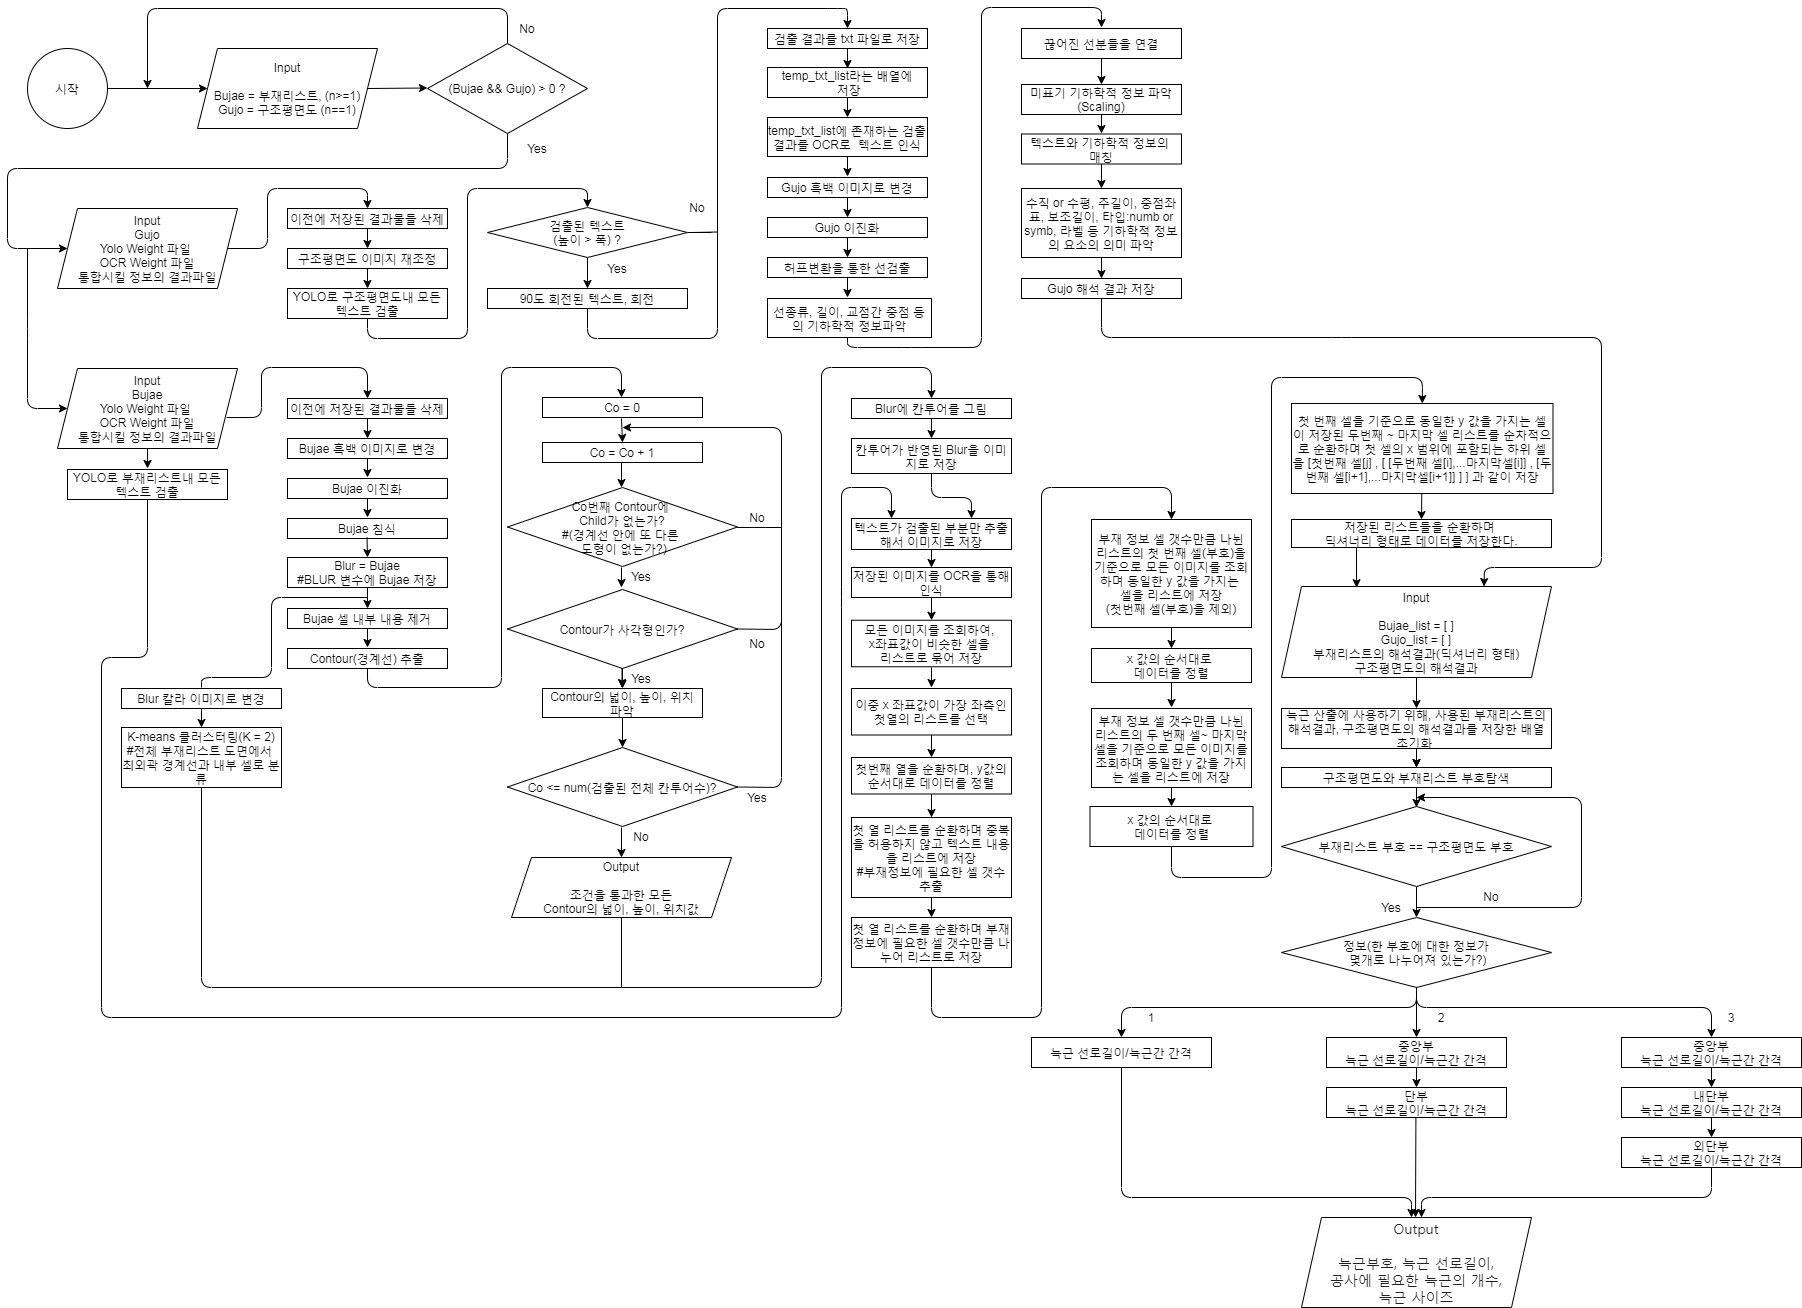 시작
Input
Bujae = 부재리스트, (n>=1)
Gujo = 구조평면도 (n==1)
(Bujae && Gujo) > 0 ?
No
Yes
Input
Gujo
Yolo Weight 파일
OCR Weight 파일
통합시킬 정보의 결과파일
이전에 저장된 결과물들 삭제
구조평면도 이미지 재조정
YOLO로 구조평면도내 모든
텍스트 검출
검출된 텍스트
(높이 > 폭) ?
No
Yes
90도 회전된 텍스트, 회전
검출 결과를 txt 파일로 저장
temp_txt_list라는 배열에
저장
temp_txt_list에 존재하는 검출
결과를 OCR로 텍스트 인식
Gujo 흑백 이미지로 변경
Gujo 이진화
허프변환을 통한 선검출
선종류, 길이, 교점간 중점 등
의 기하학적 정보파악
끊어진 선분들을 연결
미표기 기하학적 정보 파악
(Scaling)
텍스트와 기하학적 정보의
매칭
수직 or 수평, 주길이, 중점좌
표, 보조길이, 타입:numb or
symb, 라벨 등 기하학적 정보
의 요소의 의미 파악
Gujo 해석 결과 저장
Input
Bujae
Yolo Weight 파일
OCR Weight 파일
통합시킬 정보의 결과파일
YOLO로 부재리스트내 모든
텍스트 검출
이전에 저장된 결과물들 삭제
Bujae 흑백 이미지로 변경
Bujae 이진화
Bujae 침식
Blur = Bujae
#BLUR 변수에 Bujae 저장
Bujae 셀 내부 내용 제거
Contour(경계선) 추출
Blur 칼라 이미지로 변경
K-means 클러스터링(K = 2)
#전체 부재리스트 도면에서
최외곽 경계선과 내부 셀로 분
류
Co = 0
Co = Co + 1
Co번째 Contour에
Child가 없는가?
#(경계선 안에 또 다른
도형이 없는가?)
No
Yes
Contour가 사각형인가?
No
Yes
Contour의 넓이, 높이, 위치
파악
Co <= num(검출된 전체 칸투어수)?
Yes
No
Output
조건을 통과한 모든
Contour의 넓이, 높이, 위치값
Blur에 칸투어를 그림
칸투어가 반영된 Blur을 이미
지로 저장
텍스트가 검출된 부분만 추출
해서 이미지로 저장
저장된 이미지를 OCR을 통해
인식
모든 이미지를 조회하여,
x좌표값이 비슷한 셀을
리스트로 묶어 저장
이중 x 좌표값이 가장 좌측인
첫열의 리스트를 선택
첫번째 열을 순환하며, y값의
순서대로 데이터를 정렬
첫 열 리스트를 순환하며 중복
을 허용하지 않고 텍스트 내용
을 리스트에 저장
#부재정보에 필요한 셀 갯수
추출
첫 열 리스트를 순환하며 부재
정보에 필요한 셀 갯수만큼 나
누어 리스트로 저장
부재 정보 셀 갯수만큼 나뉜
리스트의 첫 번째 셀(부호)을
기준으로 모든 이미지를 조회
하며 동일한 y 값을 가지는
셀을 리스트에 저장
(첫번째 셀(부호)을 제외)
x 값의 순서대로
데이터를 정렬
부재 정보 셀 갯수만큼 나뉜
리스트의 두 번째 셀~ 마지막
셀을 기준으로 모든 이미지를
조회하며 동일한 y 값을 가지
는 셀을 리스트에 저장
x 값의 순서대로
데이터를 정렬
첫 번째 셀을 기준으로 동일한 y 값을 가지는 셀
이 저장된 두번째 ~ 마지막 셀 리스트를 순차적으
로 순환하며 첫 셀의 x 범위에 포함되는 하위 셀
을 [첫번째 셀[j] , [ [두번째 셀[i],...마지막셀[i]] , [두
번째 셀[i+1],...마지막셀[i+1]] ] ] 과 같이 저장
저장된 리스트들을 순환하며
딕셔너리 형태로 데이터를 저장한다.
Input
Bujae_list = [ ]
Gujo_list = [ ]
부재리스트의 해석결과(딕셔너리 형태)
구조평면도의 해석결과
늑근 산출에 사용하기 위해, 사용된 부재리스트의
해석결과, 구조평면도의 해석결과를 저장한 배열
초기화
구조평면도와 부재리스트 부호탐색
부재리스트 부호 == 구조평면도 부호
Yes
No
정보(한 부호에 대한 정보가
몇개로 나누어져 있는가?)
1
2
3
늑근 선로길이/늑근간 간격
중앙부
늑근 선로길이/늑근간 간격
단부
늑근 선로길이/늑근간 간격
중앙부
늑근 선로길이/늑근간 간격
내단부
늑근 선로길이/늑근간 간격
외단부
늑근 선로길이/늑근간 간격
Output
늑근부호, 늑근 선로길이,
공사에 필요한 늑근의 개수,
늑근 사이즈